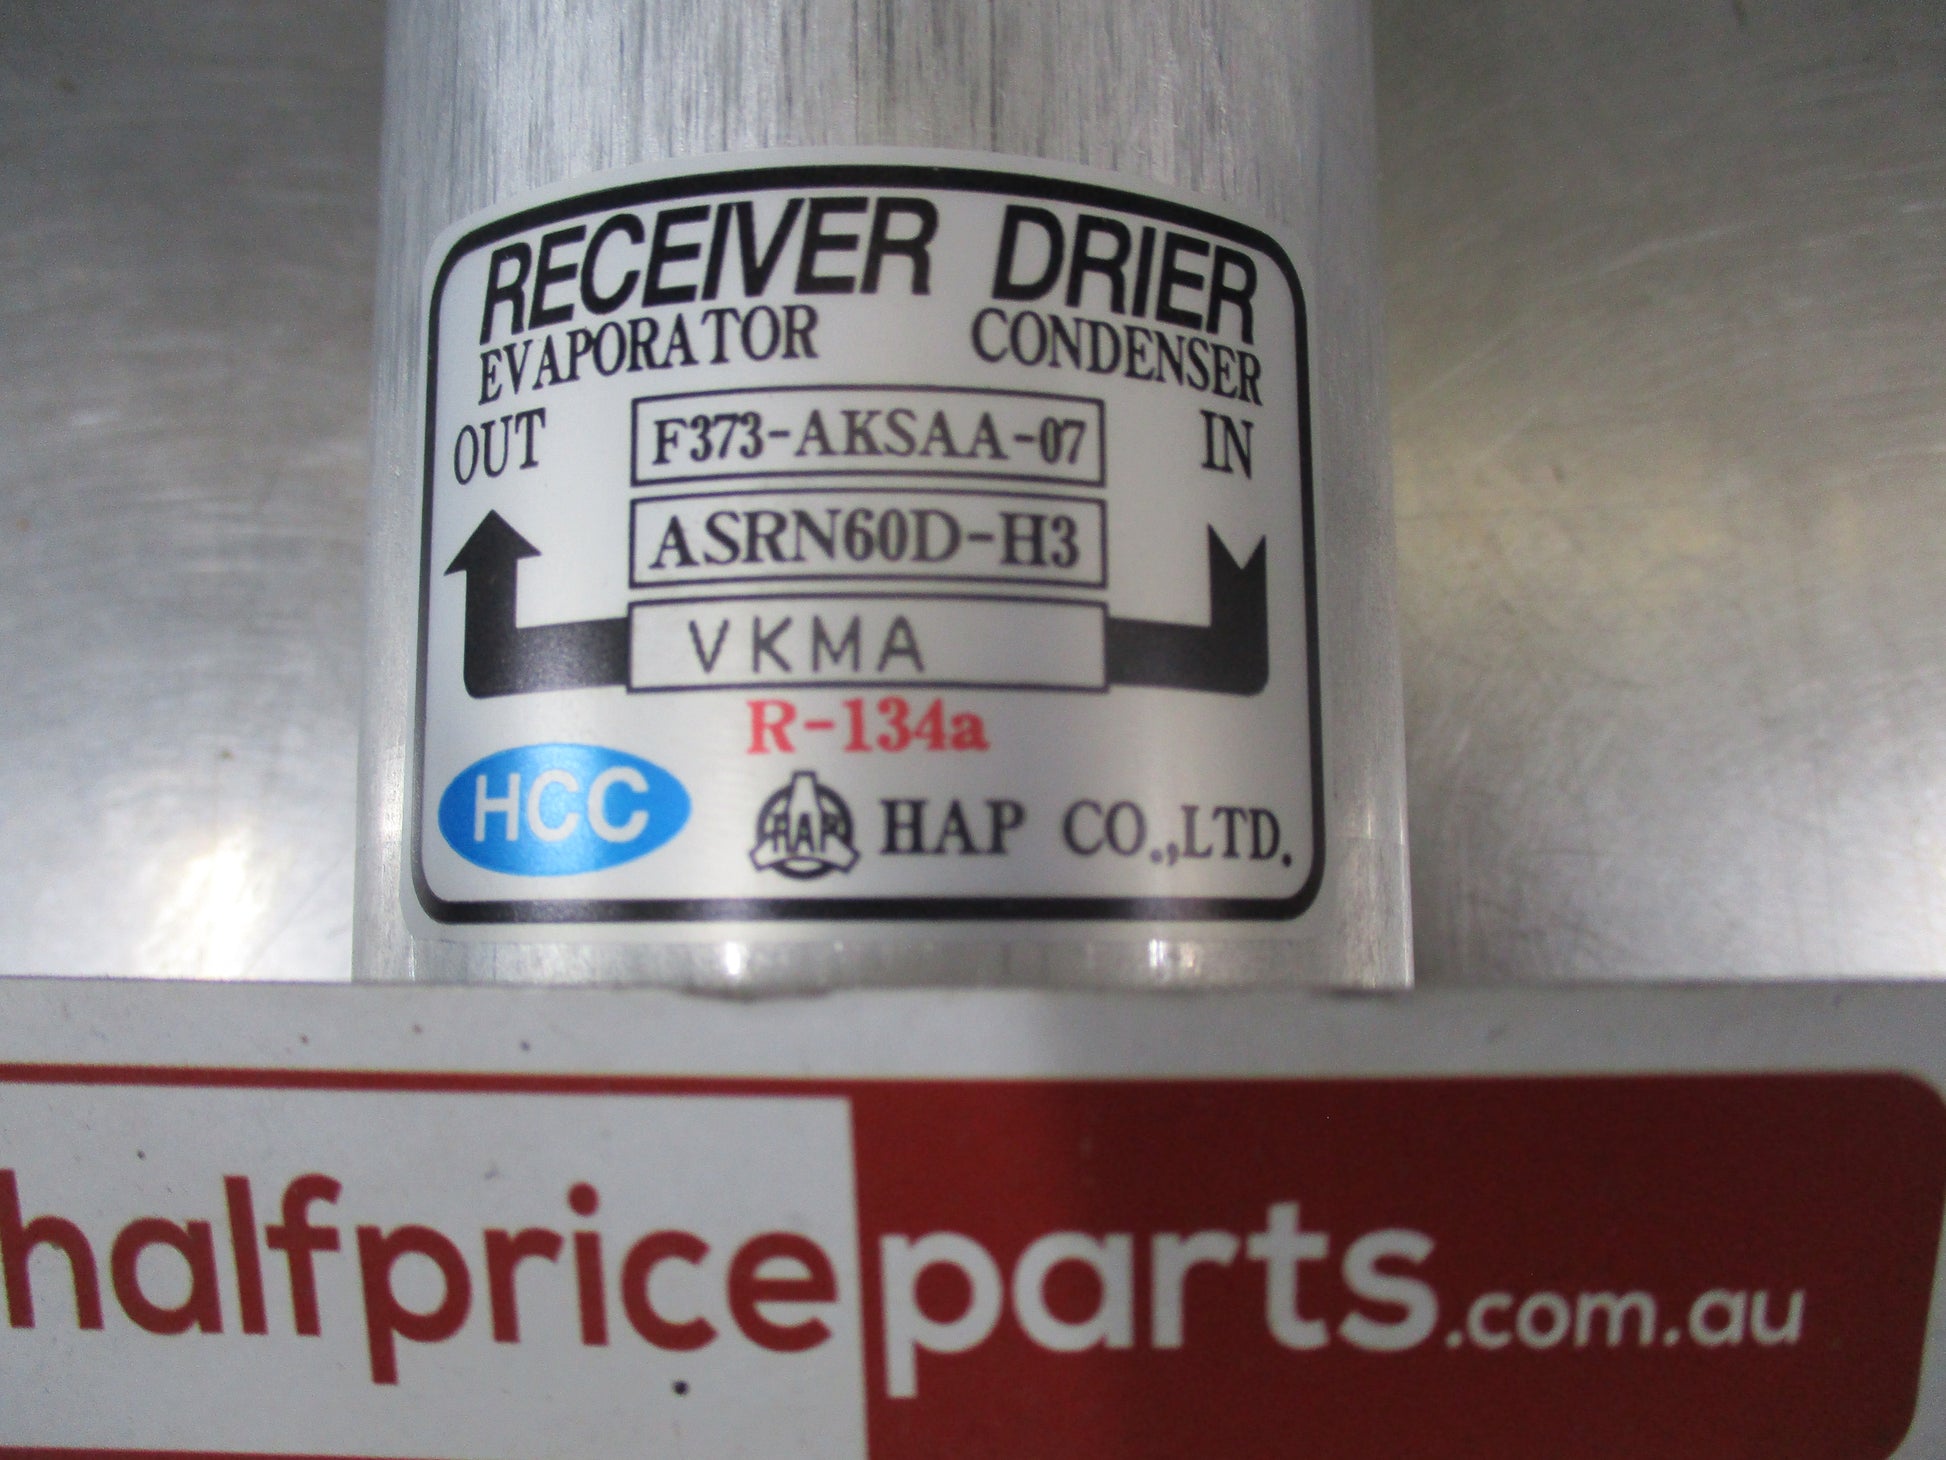 RECEIVER DRIER
EVAPORATOR CONDENSER
OUT F373-AKSAA-07 IN
ASRN60D-H3
VKMA
R-134a
HCC HAP HAP CO.,LTD.
halfpriceparts.com.au